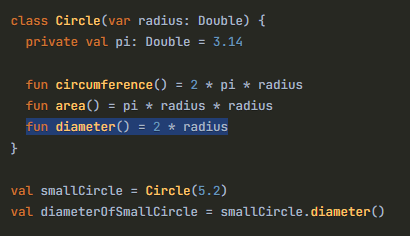 class Circle(var radius: Double) {
private val pi: Double = 3.14
fun circumference() = 2 * pi * radius
fun area() = pi * radius * radius
fun diameter() = 2 * radius
}
val smallCircle = Circle(5.2)
val diameterOfSmallCircle = smallCircle.diameter()